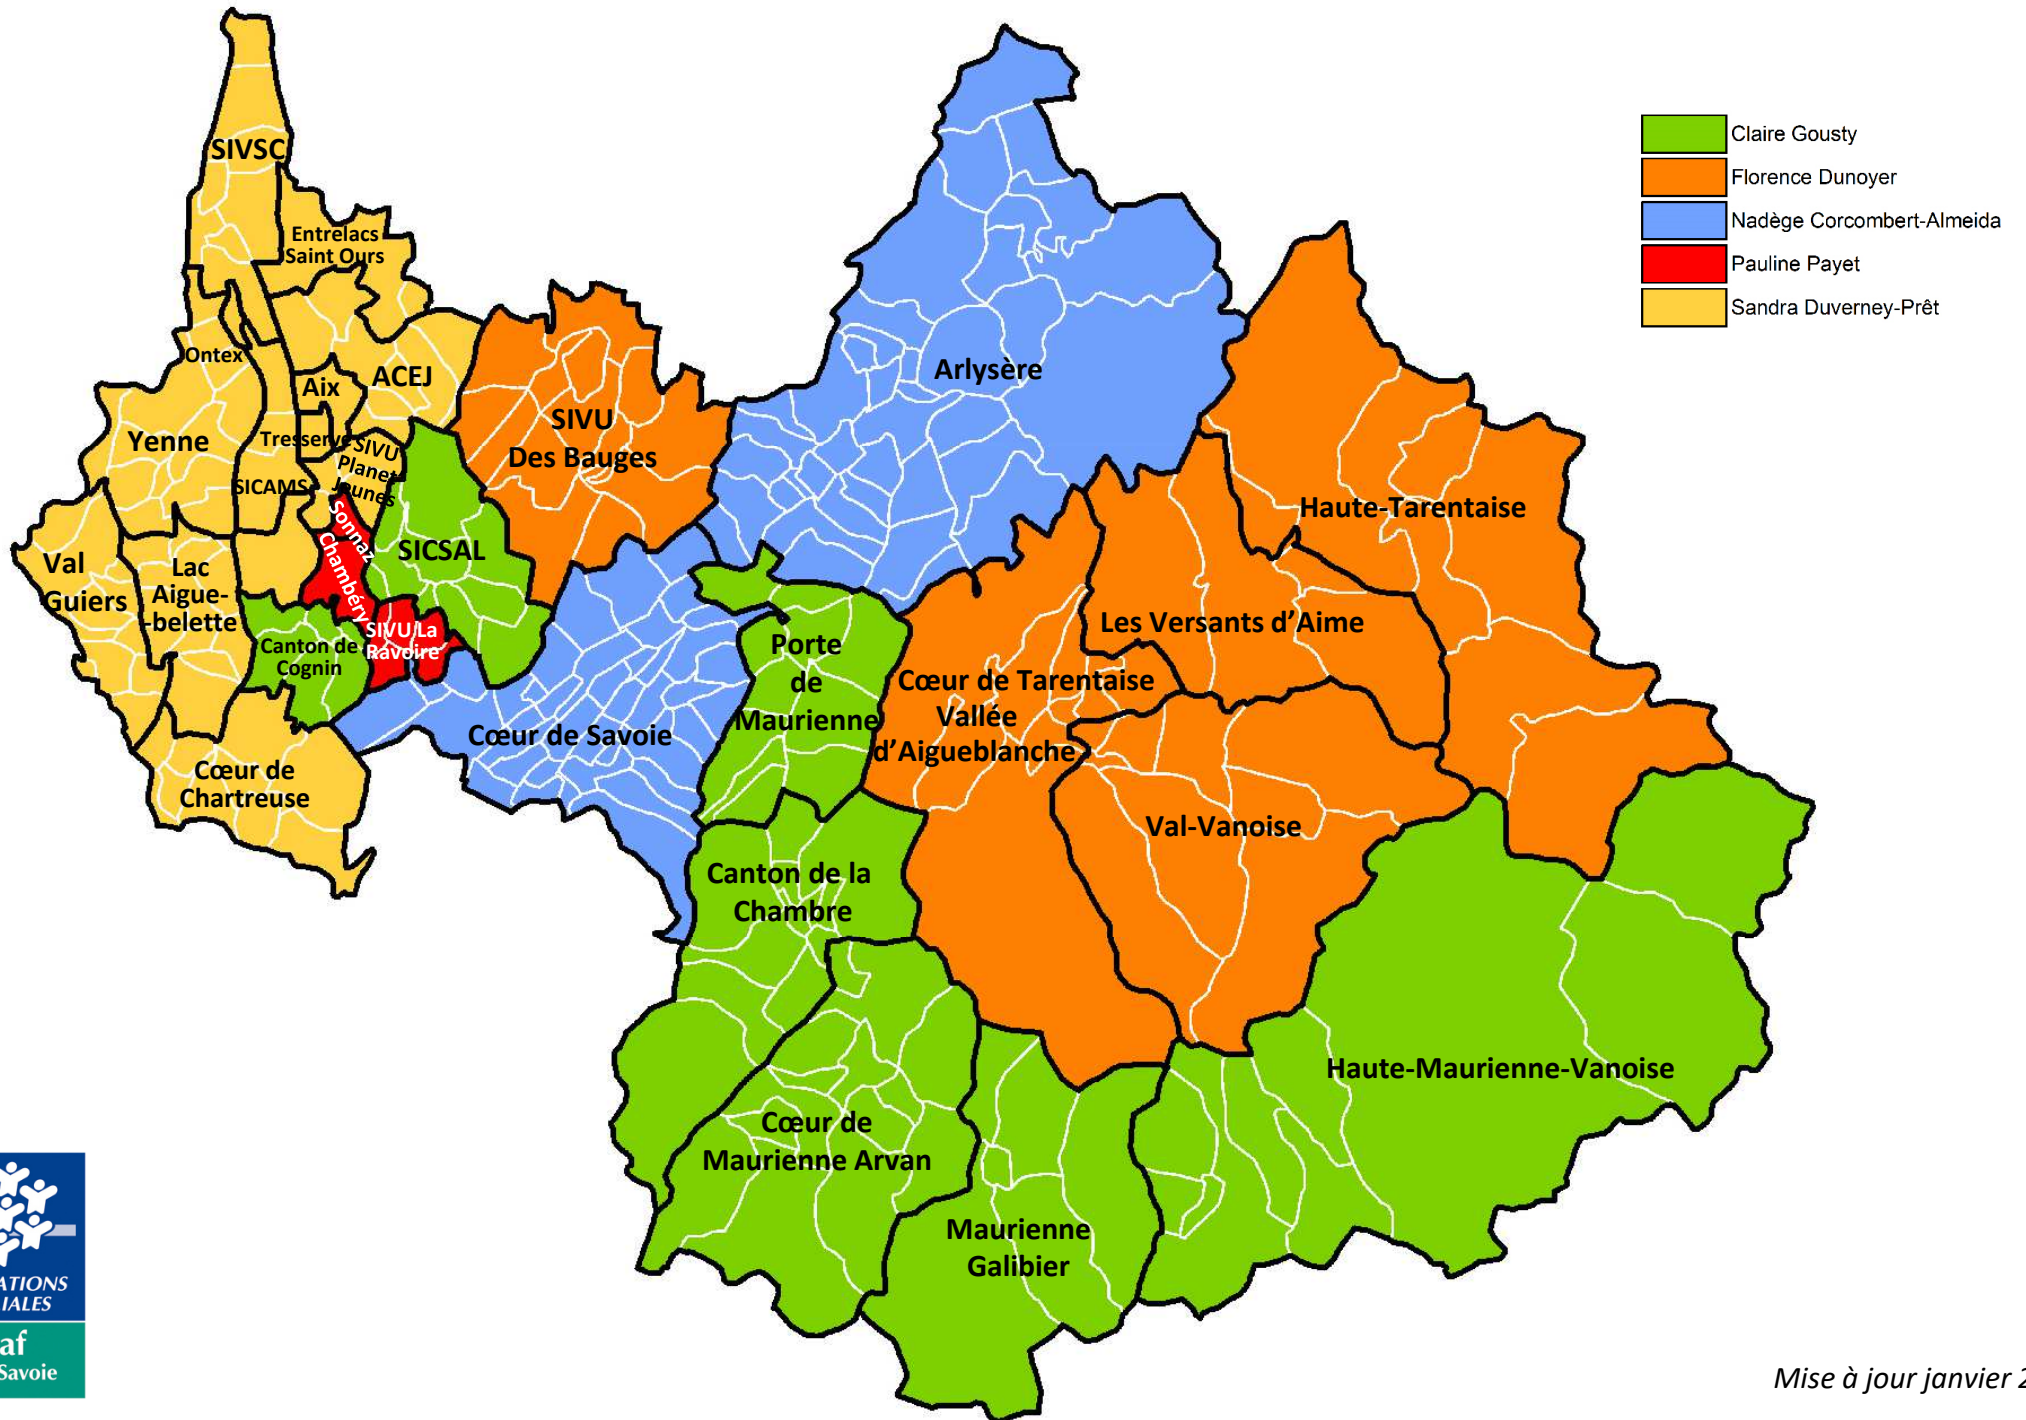 SIVSC
Entrelacs
Saint Ours
Ontex
Aix
ACEJ
Yenne
Tresserve
SIVU
Planet
Jeunes
SICAMS
Sonnaz
Chambéry
SICSAL
SIVU
Des Bauges
Val
Guiers
Lac
Aigue-
-belette
SIVU La
Ravoire
Canton de
Cognin
Cœur de
Chartreuse
Cœur de Savoie
Arlysère
Porte
de
Maurienne
Canton de la
Chambre
Cœur de
Maurienne Arvan
Maurienne
Galibier
Haute-Maurienne-Vanoise
Cœur de Tarentaise
Vallée
d’Aigueblanche
Les Versants d’Aime
Haute-Tarentaise
Val-Vanoise
Claire Gousty
Florence Dunoyer
Nadège Corcombert-Almeida
Pauline Payet
Sandra Duverney-Prêt
ATIONS
IALES
af
Savoie
Mise à jour janvier 2